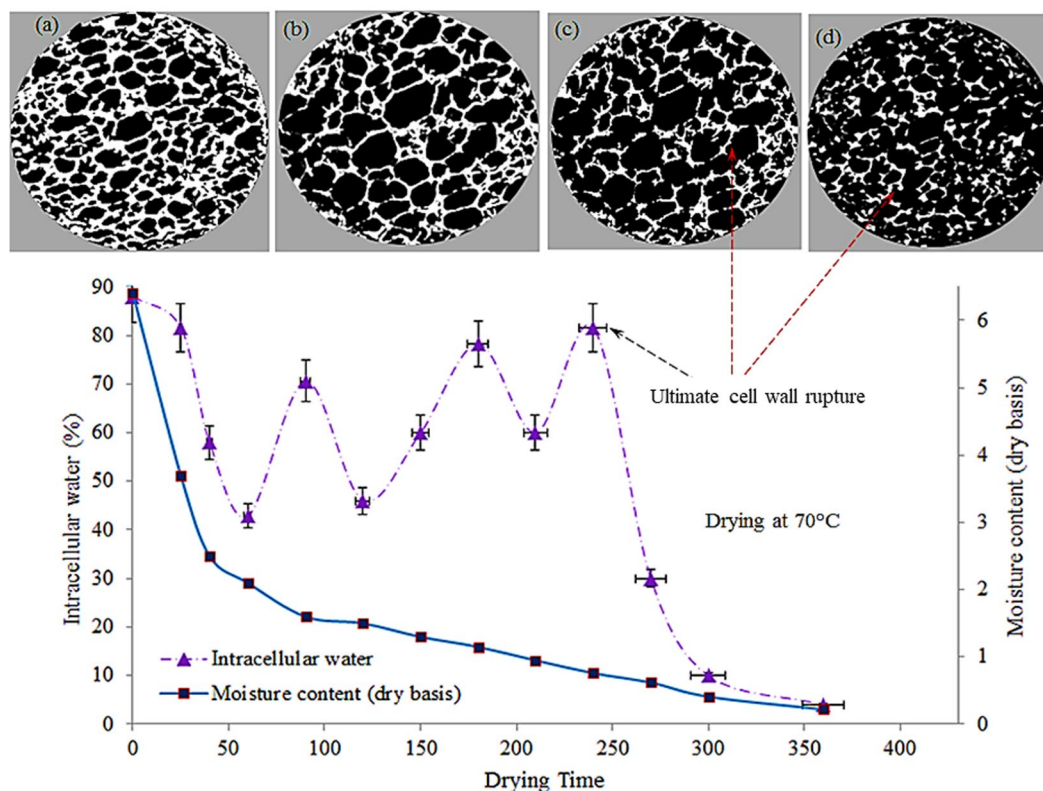 (a)
(b)
(c)
(d)
90
80
70
60
50
40
30
20
10
0
Intracellular water (%)
6
5
4
3
2
1
0
Moisture content (dry basis)
Ultimate cell wall rupture
Drying at 70°C
Intracellular water
Moisture content (dry basis)
0 50 100 150 200 250 300 350 400
Drying Time